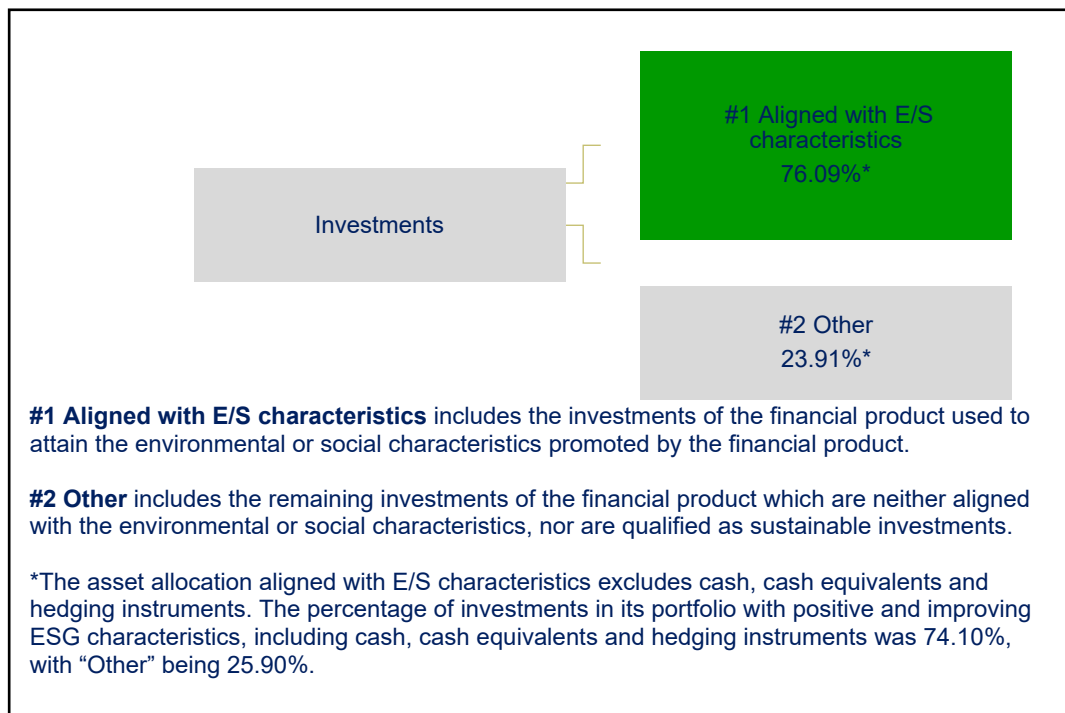 #1 Aligned with E/S
characteristics
76.09%*
Investments
#2 Other
23.91%*
#1 Aligned with E/S characteristics includes the investments of the financial product used to
attain the environmental or social characteristics promoted by the financial product.
#2 Other includes the remaining investments of the financial product which are neither aligned
with the environmental or social characteristics, nor are qualified as sustainable investments.
*The asset allocation aligned with E/S characteristics excludes cash, cash equivalents and
hedging instruments. The percentage of investments in its portfolio with positive and improving
ESG characteristics, including cash, cash equivalents and hedging instruments was 74.10%,
with “Other” being 25.90%.